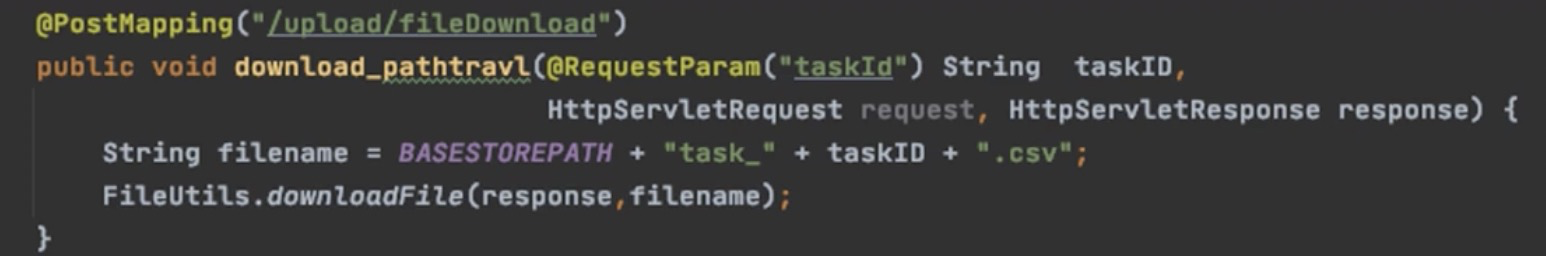 @PostMapping("/upload/fileDownload")
public void download_pathtravl(@RequestParam("taskId") String  taskID,
HttpServletRequest request, HttpServletResponse response) {
String filename = BASESTOREPATH + "task_" + taskID + ".csv";
FileUtils.downloadFile(response,filename);
}